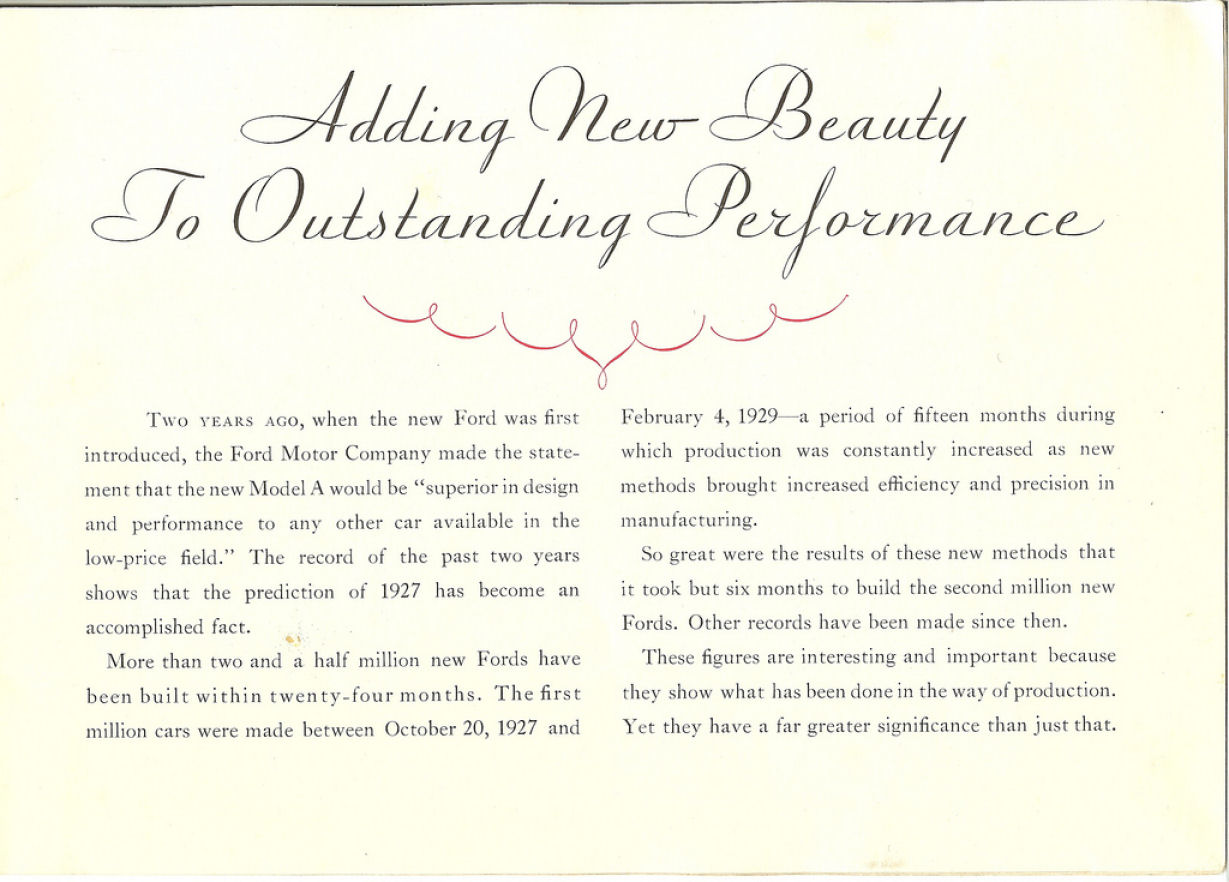 Adding New Beauty
To Outstanding Performance
Two years ago, when the new Ford was first
introduced, the Ford Motor Company made the state-
ment that the new Model A would be “superior in design
and performance to any other car available in the
low-price field.” The record of the past two years
shows that the prediction of 1927 has become an
accomplished fact.
More than two and a half million new Fords have
been built within twenty-four months. The first
million cars were made between October 20, 1927 and
February 4, 1929—a period of fifteen months during
which production was constantly increased as new
methods brought increased efficiency and precision in
manufacturing.
So great were the results of these new methods that
it took but six months to build the second million new
Fords. Other records have been made since then.
These figures are interesting and important because
they show what has been done in the way of production.
Yet they have a far greater significance than just that.